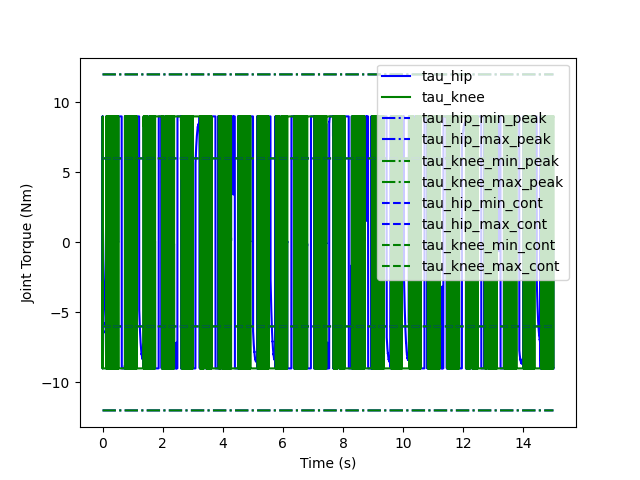 tau_hip
tau_knee
tau_hip_min_peak
tau_hip_max_peak
tau_knee_min_peak
tau_knee_max_peak
tau_hip_min_cont
tau_hip_max_cont
tau_knee_min_cont
tau_knee_max_cont
10
5
0
−5
−10
Joint Torque (Nm)
0 2 4 6 8 10 12 14
Time (s)